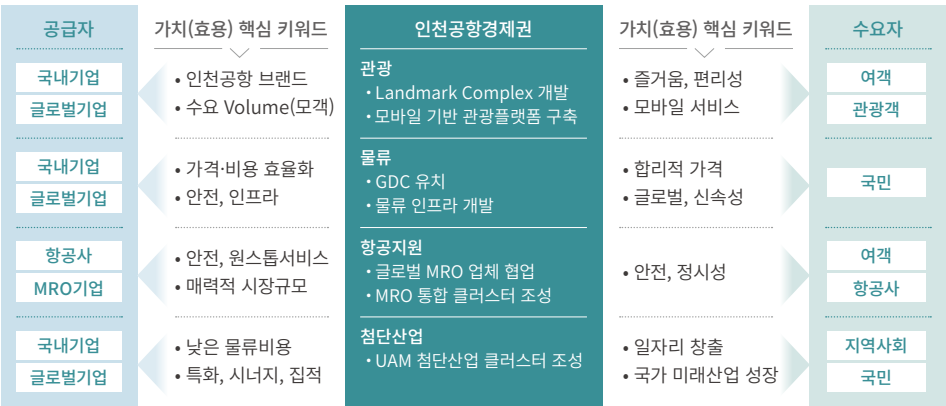 공급자
가치(효용) 핵심 키워드
인천공항경제권
가치(효용) 핵심 키워드
수요자
국내기업
글로벌기업
• 인천공항 브랜드
• 수요 Volume(모객)
관광
• Landmark Complex 개발
• 모바일 기반 관광플랫폼 구축
• 즐거움, 편리성
• 모바일 서비스
여객
관광객
국내기업
글로벌기업
• 가격·비용 효율화
• 안전, 인프라
물류
• GDC 유치
• 물류 인프라 개발
• 합리적 가격
• 글로벌, 신속성
국민
항공사
MRO기업
• 안전, 원스톱서비스
• 매력적 시장규모
항공지원
• 글로벌 MRO 업체 협업
• MRO 통합 클러스터 조성
• 안전, 정시성
여객
항공사
국내기업
글로벌기업
• 낮은 물류비용
• 특화, 시너지, 집적
첨단산업
• UAM 첨단산업 클러스터 조성
• 일자리 창출
• 국가 미래산업 성장
지역사회
국민